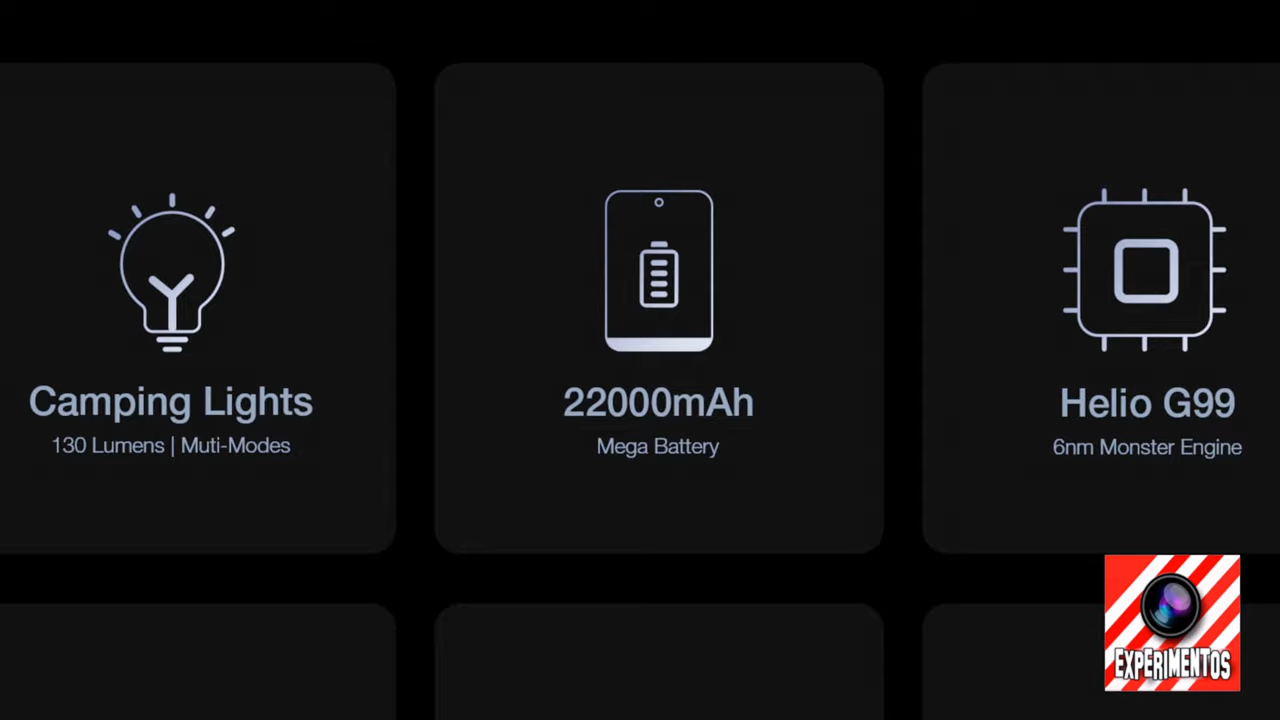 Camping Lights
130 Lumens | Muti-Modes
22000mAh
Mega Battery
Helio G99
6nm Monster Engine
EXPERIMENTOS